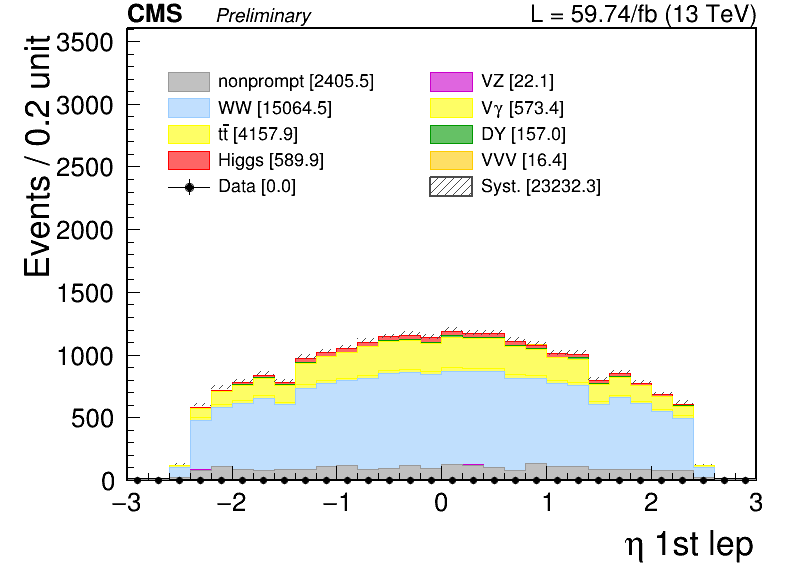 CMS Preliminary L = 59.74/fb (13 TeV)
Events / 0.2 unit
3500
3000
2500
2000
1500
1000
500
0
nonprompt [2405.5] VZ [22.1]
WW [15064.5] Vγ [573.4]
tt̄ [4157.9] DY [157.0]
Higgs [589.9] VVV [16.4]
Data [0.0] Syst. [23232.3]
−3 −2 −1 0 1 2 3
η 1st lep